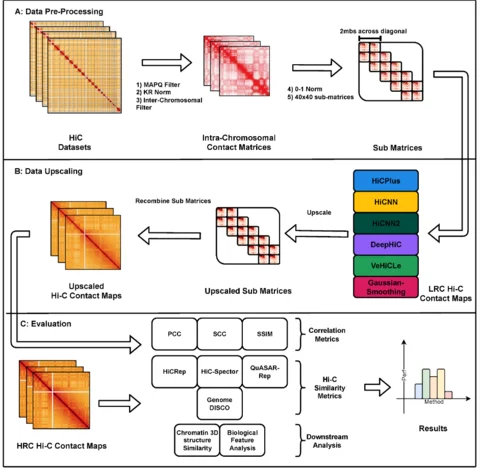 A: Data Pre-Processing
2mbs across diagonal
1) MAPQ Filter
2) KR Norm
3) Inter-Chromosomal
Filter
4) 0-1 Norm
5) 40x40 sub-matrices
HiC
Datasets
Intra-Chromosomal
Contact Matrices
Sub Matrices
B: Data Upscaling
Recombine Sub Matrices
Upscale
HiCPlus
HiCNN
HiCNN2
DeepHiC
VeHiCLe
Gaussian-
Smoothing
Upscaled
Hi-C Contact Maps
Upscaled Sub Matrices
LRC Hi-C
Contact Maps
C: Evaluation
PCC
SCC
SSIM
Correlation
Metrics
HiCRep
HiC-Spector
QuASAR-
Rep
Genome
DISCO
Hi-C
Similarity
Metrics
Chromatin 3D
structure
Similarity
Biological
Feature
Analysis
Downstream
Analysis
HRC Hi-C Contact Maps
Method
Results